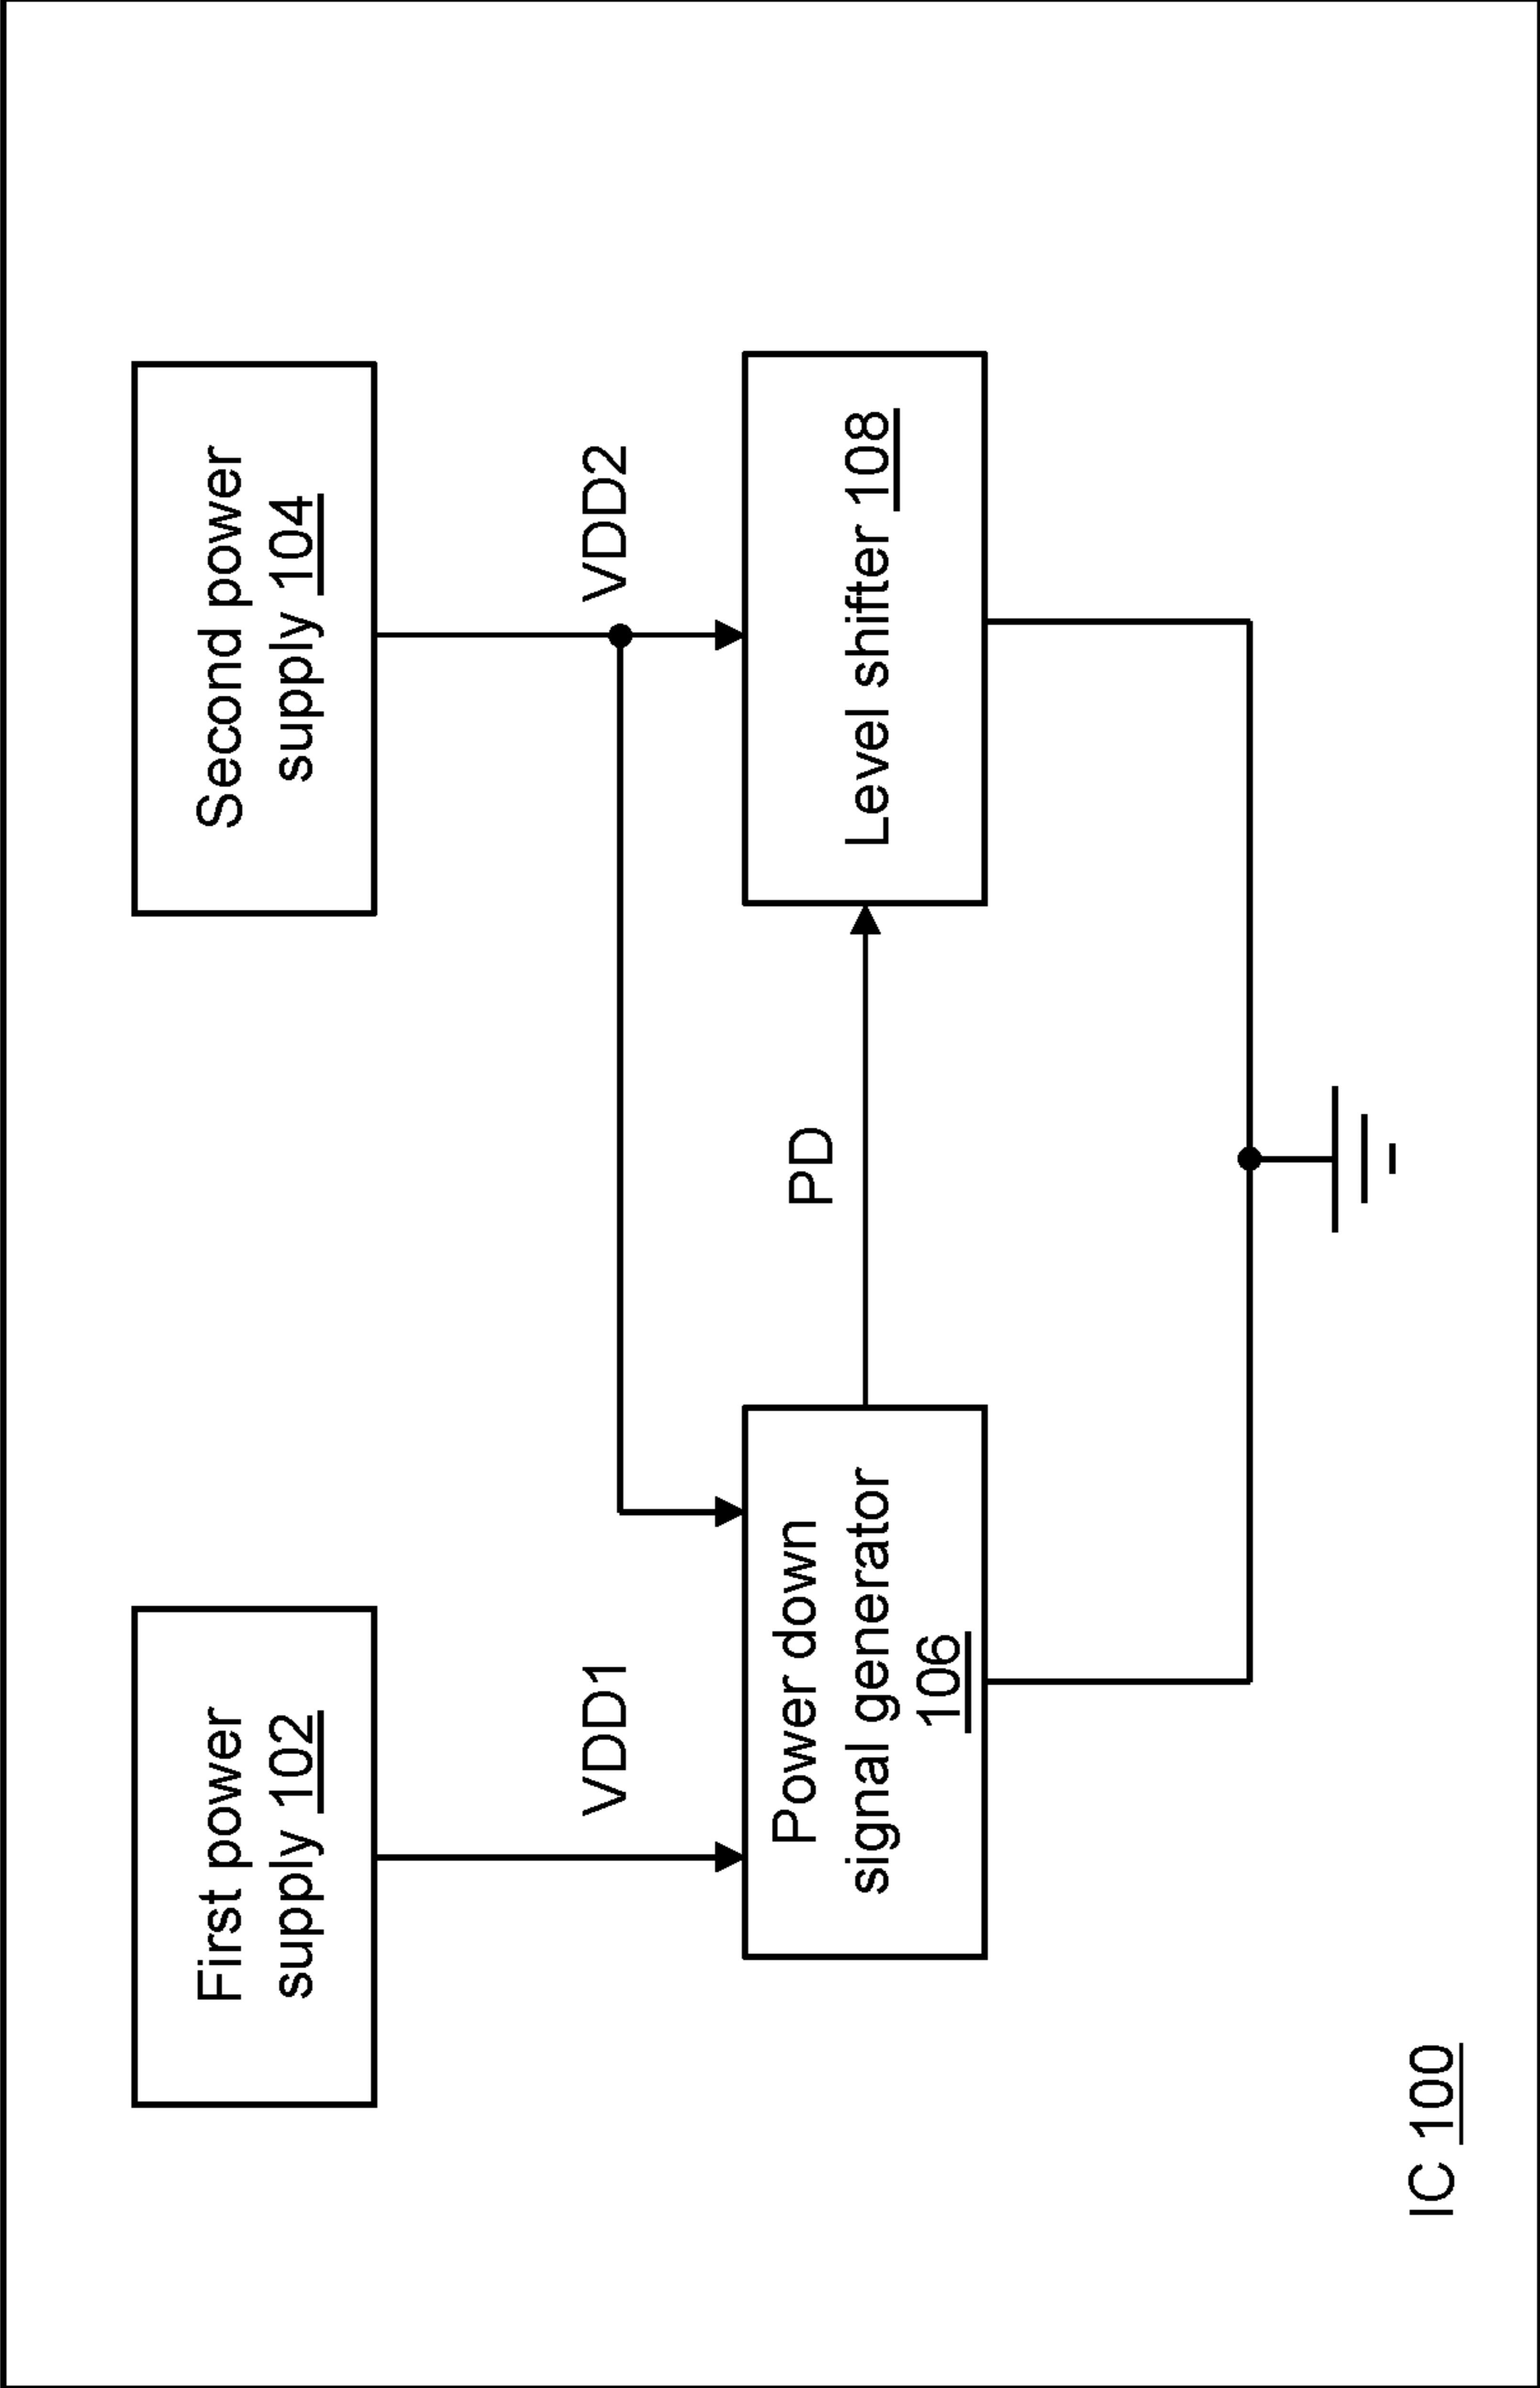 First power
supply 102
Second power
supply 104
VDD1
VDD2
Power down
signal generator
106
PD
Level shifter 108
IC 100